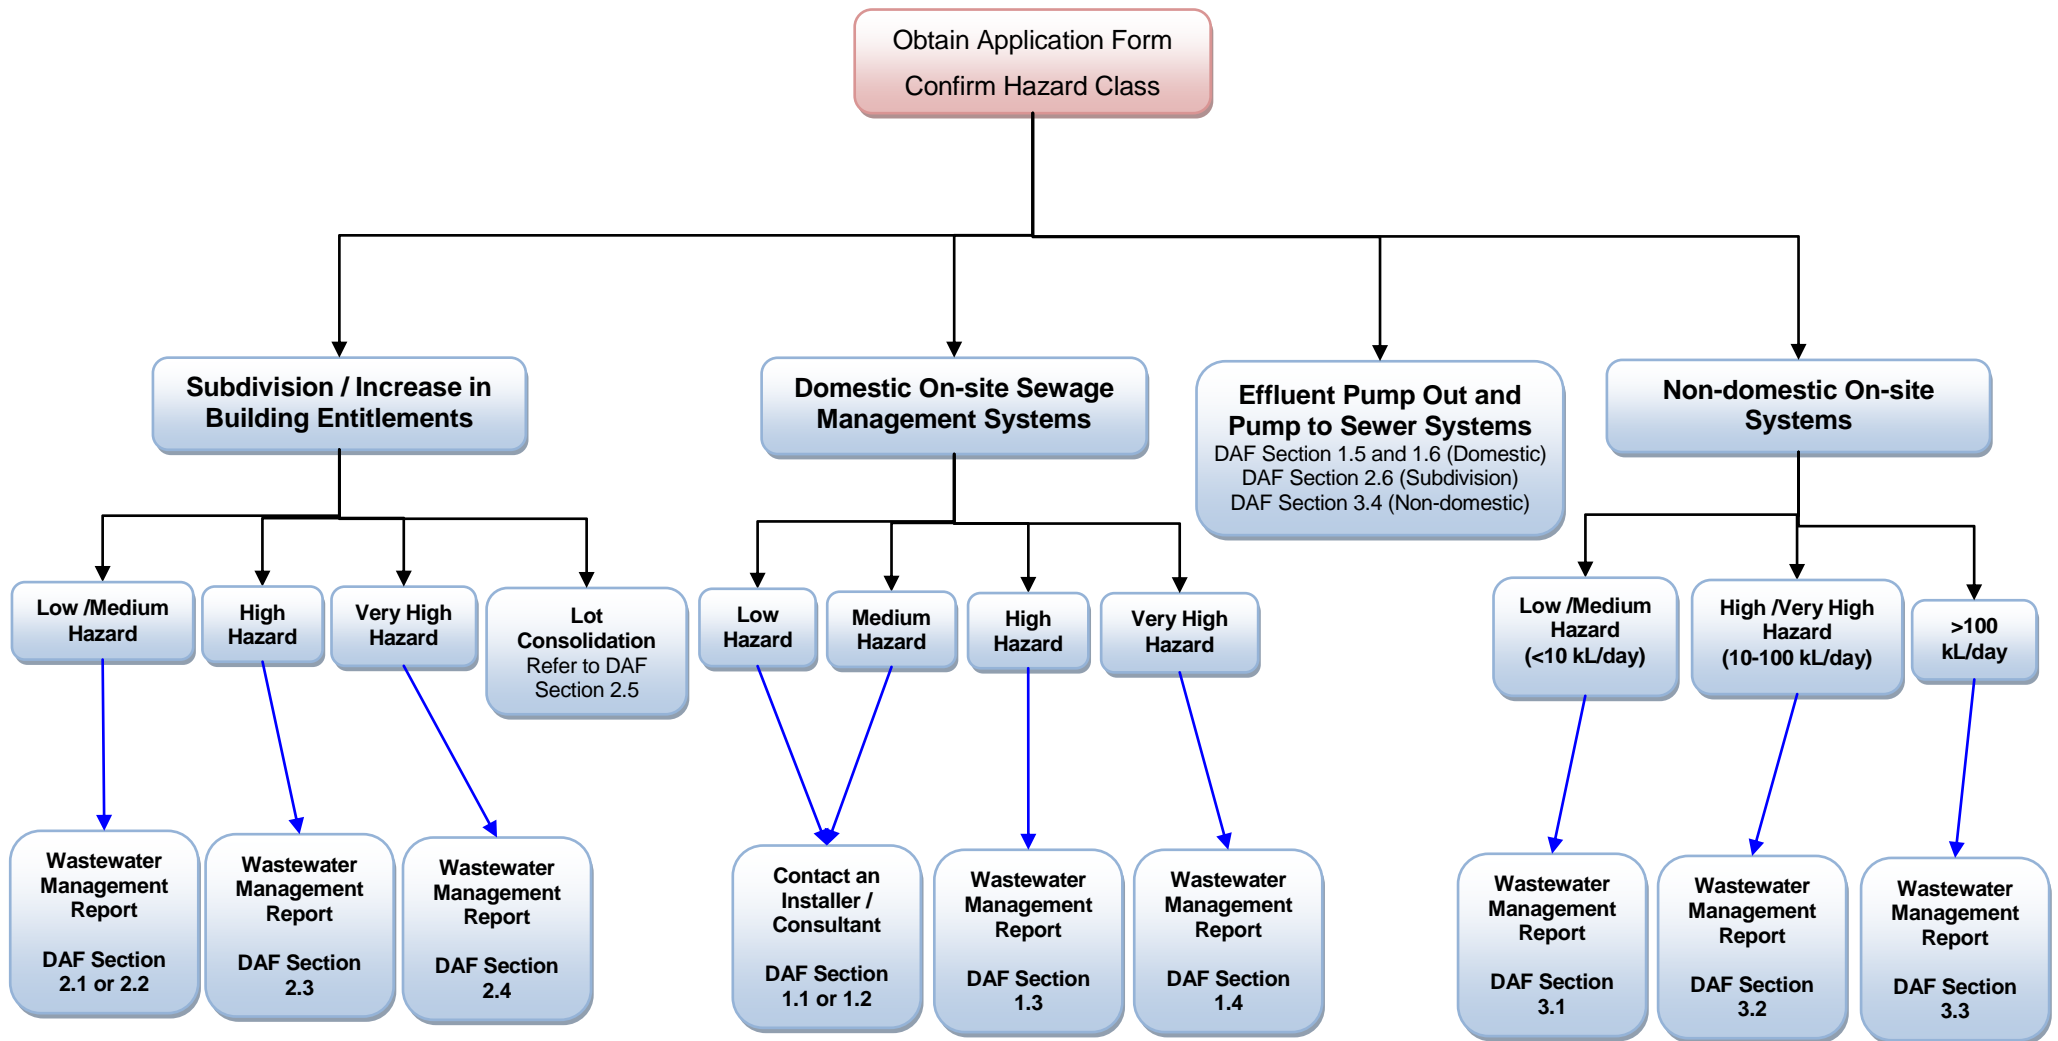 Obtain Application Form
Confirm Hazard Class
Subdivision / Increase in
Building Entitlements
Domestic On-site Sewage
Management Systems
Effluent Pump Out and
Pump to Sewer Systems
DAF Section 1.5 and 1.6 (Domestic)
DAF Section 2.6 (Subdivision)
DAF Section 3.4 (Non-domestic)
Non-domestic On-site
Systems
Low /Medium
Hazard
High
Hazard
Very High
Hazard
Lot
Consolidation
Refer to DAF
Section 2.5
Low
Hazard
Medium
Hazard
High
Hazard
Very High
Hazard
Low /Medium
Hazard
(<10 kL/day)
High /Very High
Hazard
(10-100 kL/day)
>100
kL/day
Wastewater
Management
Report
DAF Section
2.1 or 2.2
Wastewater
Management
Report
DAF Section
2.3
Wastewater
Management
Report
DAF Section
2.4
Contact an
Installer /
Consultant
DAF Section
1.1 or 1.2
Wastewater
Management
Report
DAF Section
1.3
Wastewater
Management
Report
DAF Section
1.4
Wastewater
Management
Report
DAF Section
3.1
Wastewater
Management
Report
DAF Section
3.2
Wastewater
Management
Report
DAF Section
3.3